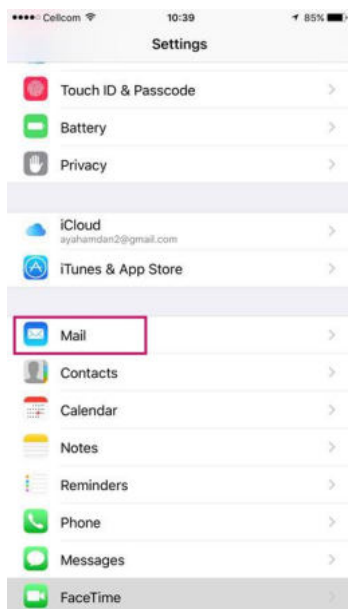 Cellcom 10:39 85%
Settings
Touch ID & Passcode
Battery
Privacy
iCloud
ayahamdan2@gmail.com
iTunes & App Store
Mail
Contacts
Calendar
Notes
Reminders
Phone
Messages
FaceTime